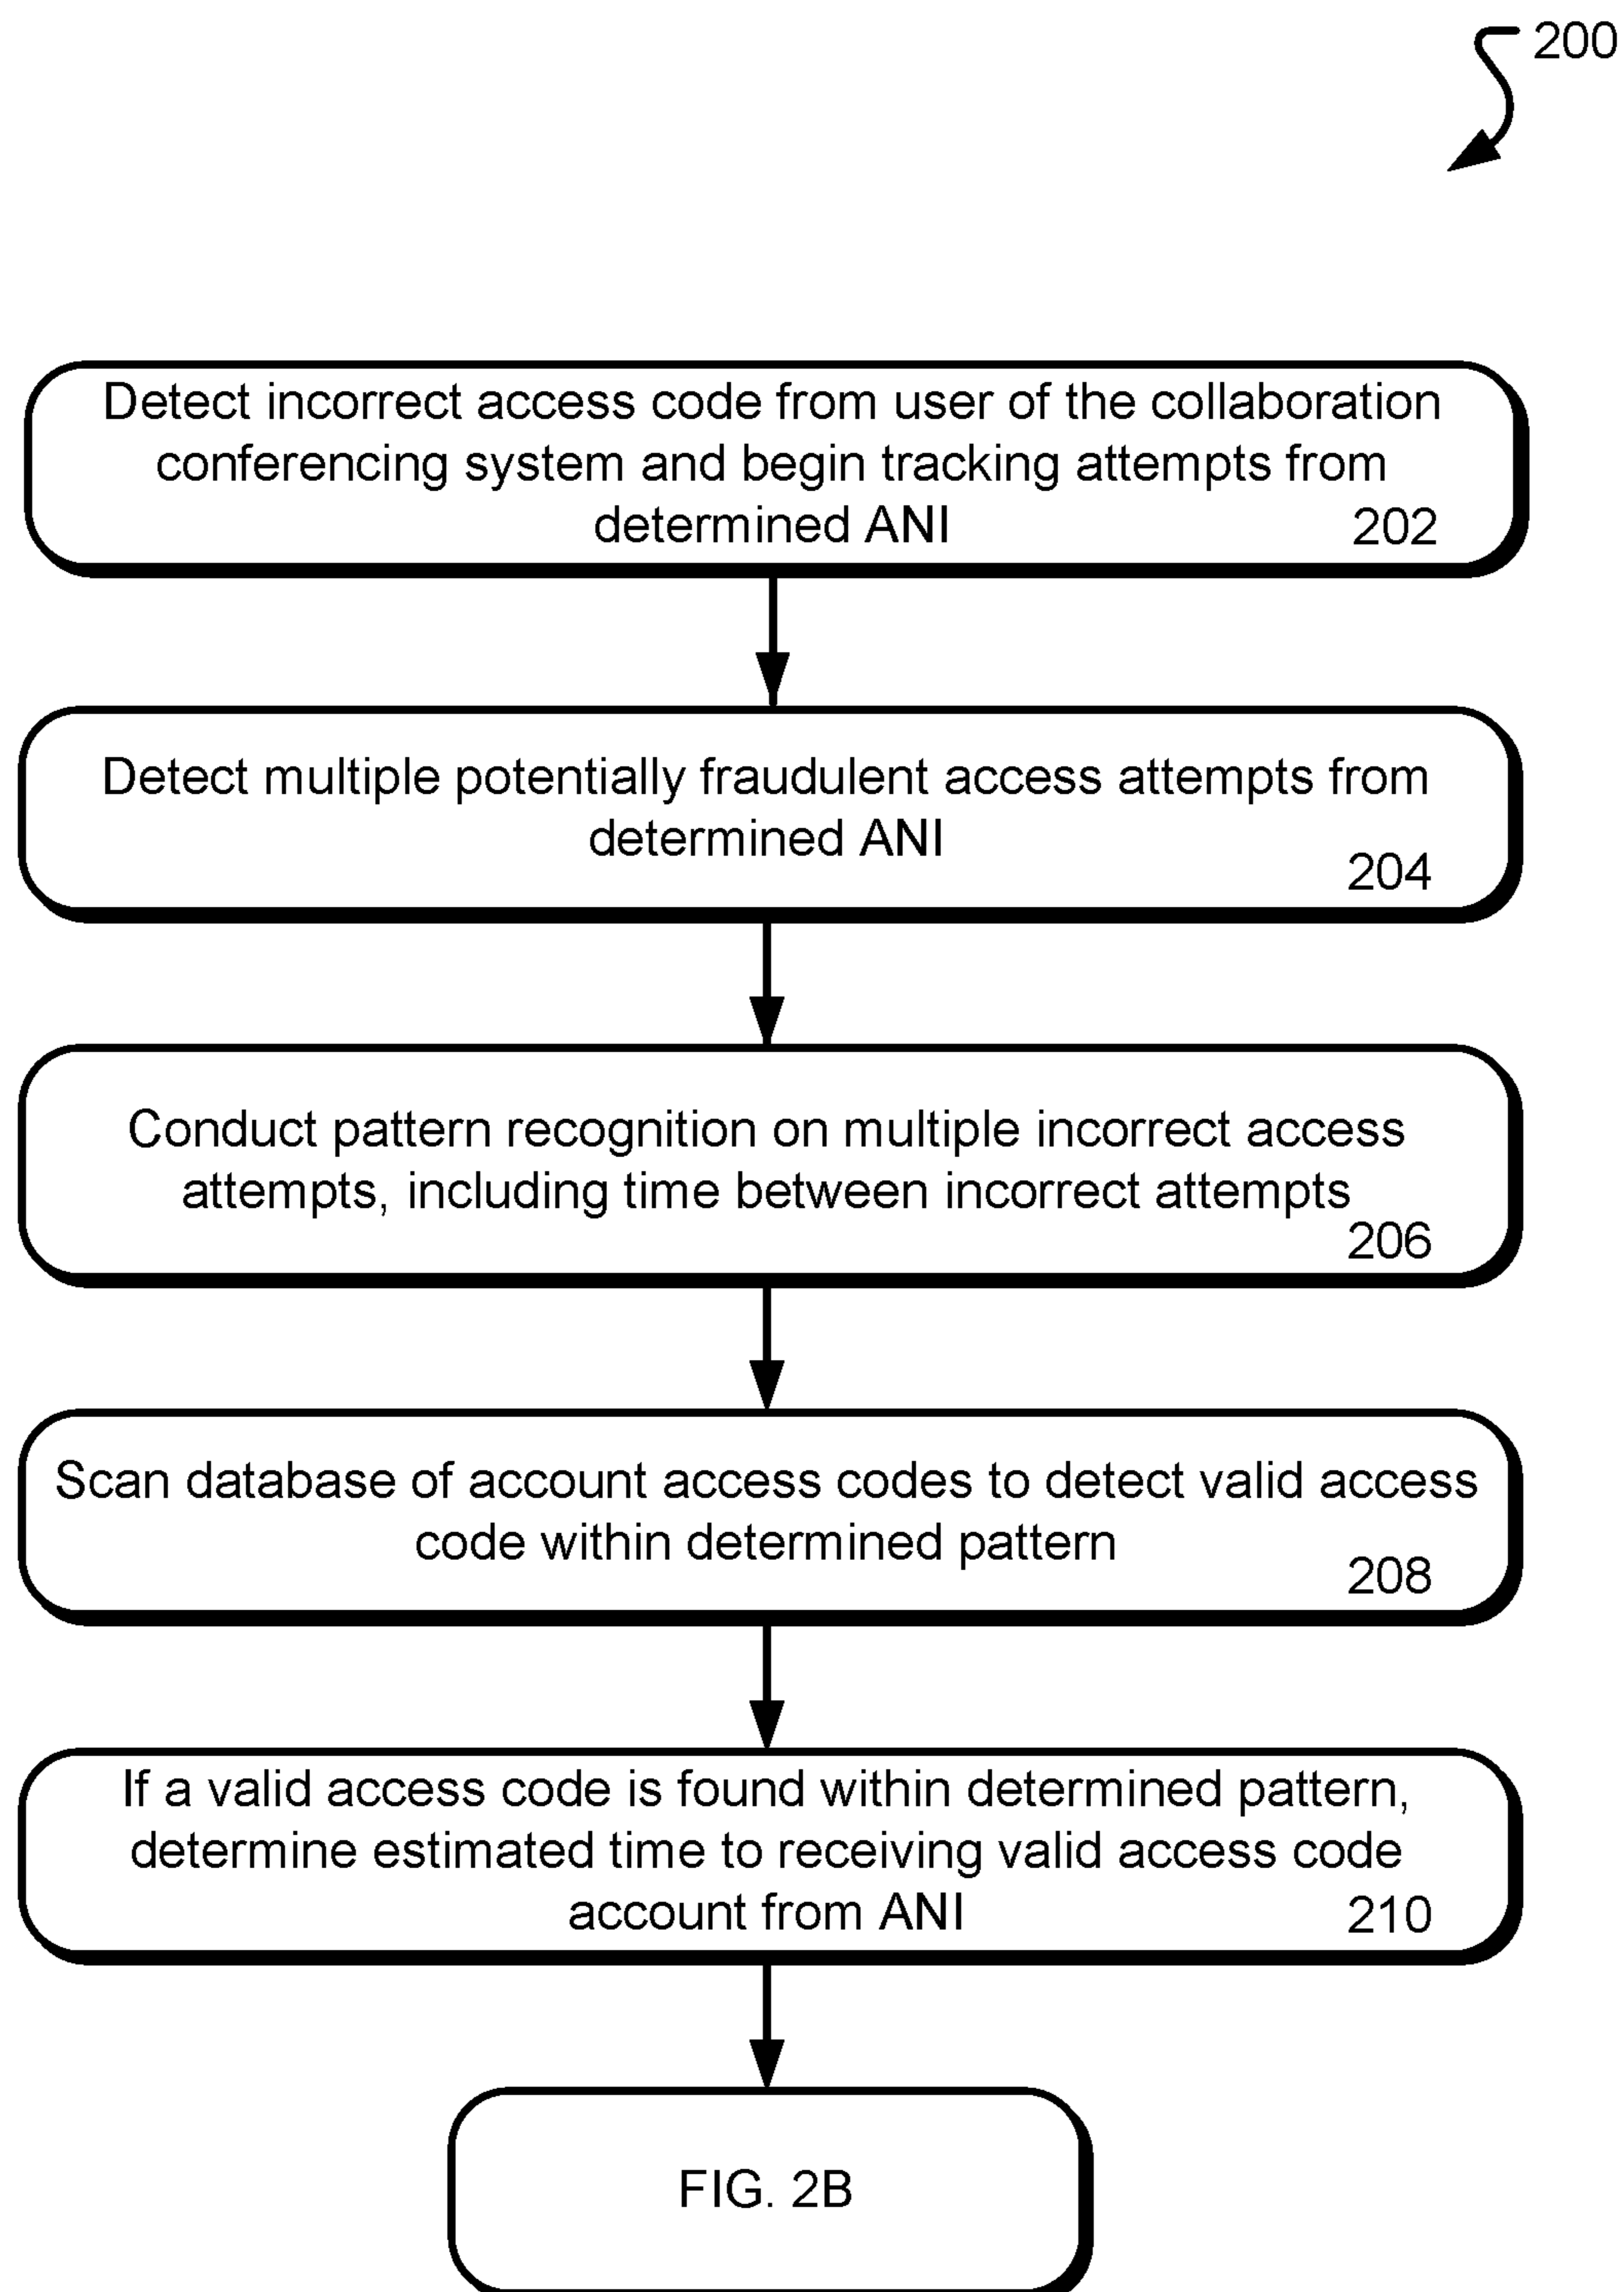 200
Detect incorrect access code from user of the collaboration
conferencing system and begin tracking attempts from
determined ANI
202
Detect multiple potentially fraudulent access attempts from
determined ANI
204
Conduct pattern recognition on multiple incorrect access
attempts, including time between incorrect attempts
206
Scan database of account access codes to detect valid access
code within determined pattern
208
If a valid access code is found within determined pattern,
determine estimated time to receiving valid access code
account from ANI
210
FIG. 2B